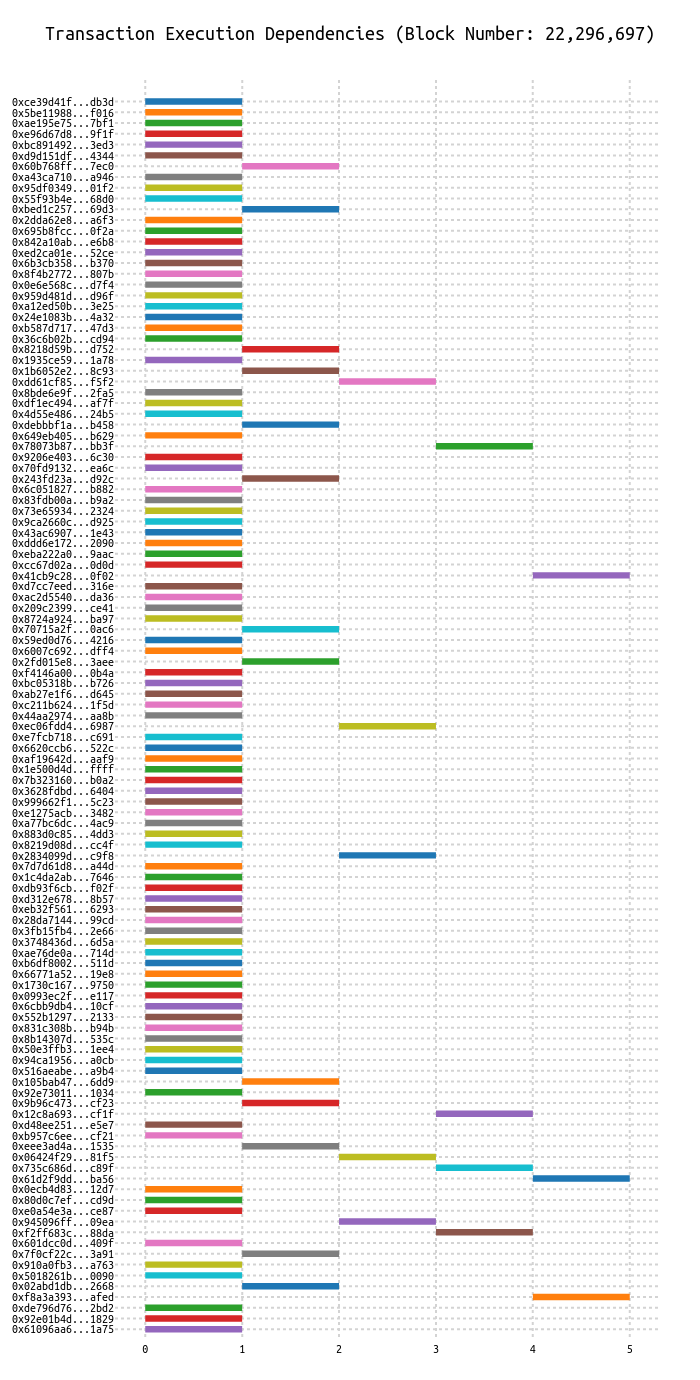 Transaction Execution Dependencies (Block Number: 22,296,697)
0xce39d41f...db3d
0x5be11988...f016
0xae195e75...7bf1
0xe96d67d8...9f1f
0xbc891492...3ed3
0xd9d151df...4344
0x60b768ff...7ec0
0xa43ca710...a946
0x95df0349...01f2
0x55f93b4e...68d0
0xbed1c257...69d3
0x2dda62e8...a6f3
0x695b8fcc...0f2a
0x842a10ab...e6b8
0xed2ca01e...52ce
0x6b3cb358...b370
0x8f4b2772...807b
0x0e6e568c...d7f4
0x959d481d...d96f
0xa12ed50b...3e25
0x24e1083b...4a32
0xb587d717...47d3
0x36c6b02b...cd94
0x8218d59b...d752
0x1935ce59...1a78
0x1b6052e2...8c93
0xdd61cf85...f5f2
0x8bde6e9f...2fa5
0xdf1ec494...af7f
0x4d55e486...24b5
0xdebbbf1a...b458
0x649eb405...b629
0x78073b87...bb3f
0x9206e403...6c30
0x70fd9132...ea6c
0x243fd23a...d92c
0x6c051827...b882
0x83fdb00a...b9a2
0x73e65934...2324
0x9ca2660c...d925
0x43ac6907...1e43
0xddd6e172...2090
0xeba222a0...9aac
0xcc67d02a...0d0d
0x41cb9c28...0f02
0xd7cc7eed...316e
0xac2d5540...da36
0x209c2399...ce41
0x8724a924...ba97
0x70715a2f...0ac6
0x59ed0d76...4216
0x6007c692...dff4
0x2fd015e8...3aee
0xf4146a00...0b4a
0xbc05318b...b726
0xab27e1f6...d645
0xc211b624...1f5d
0x44aa2974...aa8b
0xec06fdd4...6987
0xe7fcb718...c691
0x6620ccb6...522c
0xaf19642d...aaf9
0x1e500d4d...ffff
0x7b323160...b0a2
0x3628fdbd...6404
0x999662f1...5c23
0xe1275acb...3482
0xa77bc6dc...4ac9
0x883d0c85...4dd3
0x8219d08d...cc4f
0x2834099d...c9f8
0x7d7d61d8...a44d
0x1c4da2ab...7646
0xdb93f6cb...f02f
0xd312e678...8b57
0xeb32f561...6293
0x28da7144...99cd
0x3fb15fb4...2e66
0x3748436d...6d5a
0xae76de0a...714d
0xb6df8002...511d
0x66771a52...19e8
0x1730c167...9750
0x0993ec2f...e117
0x6cbb9db4...10cf
0x552b1297...2133
0x831c308b...b94b
0x8b14307d...535c
0x50e3ffb3...1ee4
0x94ca1956...a0cb
0x516aeabe...a9b4
0x105bab47...6dd9
0x92e73011...1034
0x9b96c473...cf23
0x12c8a693...cf1f
0xd48ee251...e5e7
0xb957c6ee...cf21
0xeee3ad4a...1535
0x06424f29...81f5
0x735c686d...c89f
0x61d2f9dd...ba56
0x0ecb4d83...12d7
0x80d0c7ef...cd9d
0xe0a54e3a...ce87
0x945096ff...09ea
0xf2ff683c...88da
0x601dcc0d...409f
0x7f0cf22c...3a91
0x910a0fb3...a763
0x5018261b...0090
0x02abd1db...2668
0xf8a3a393...afed
0xde796d76...2bd2
0x92e01b4d...1829
0x61096aa6...1a75
0 1 2 3 4 5